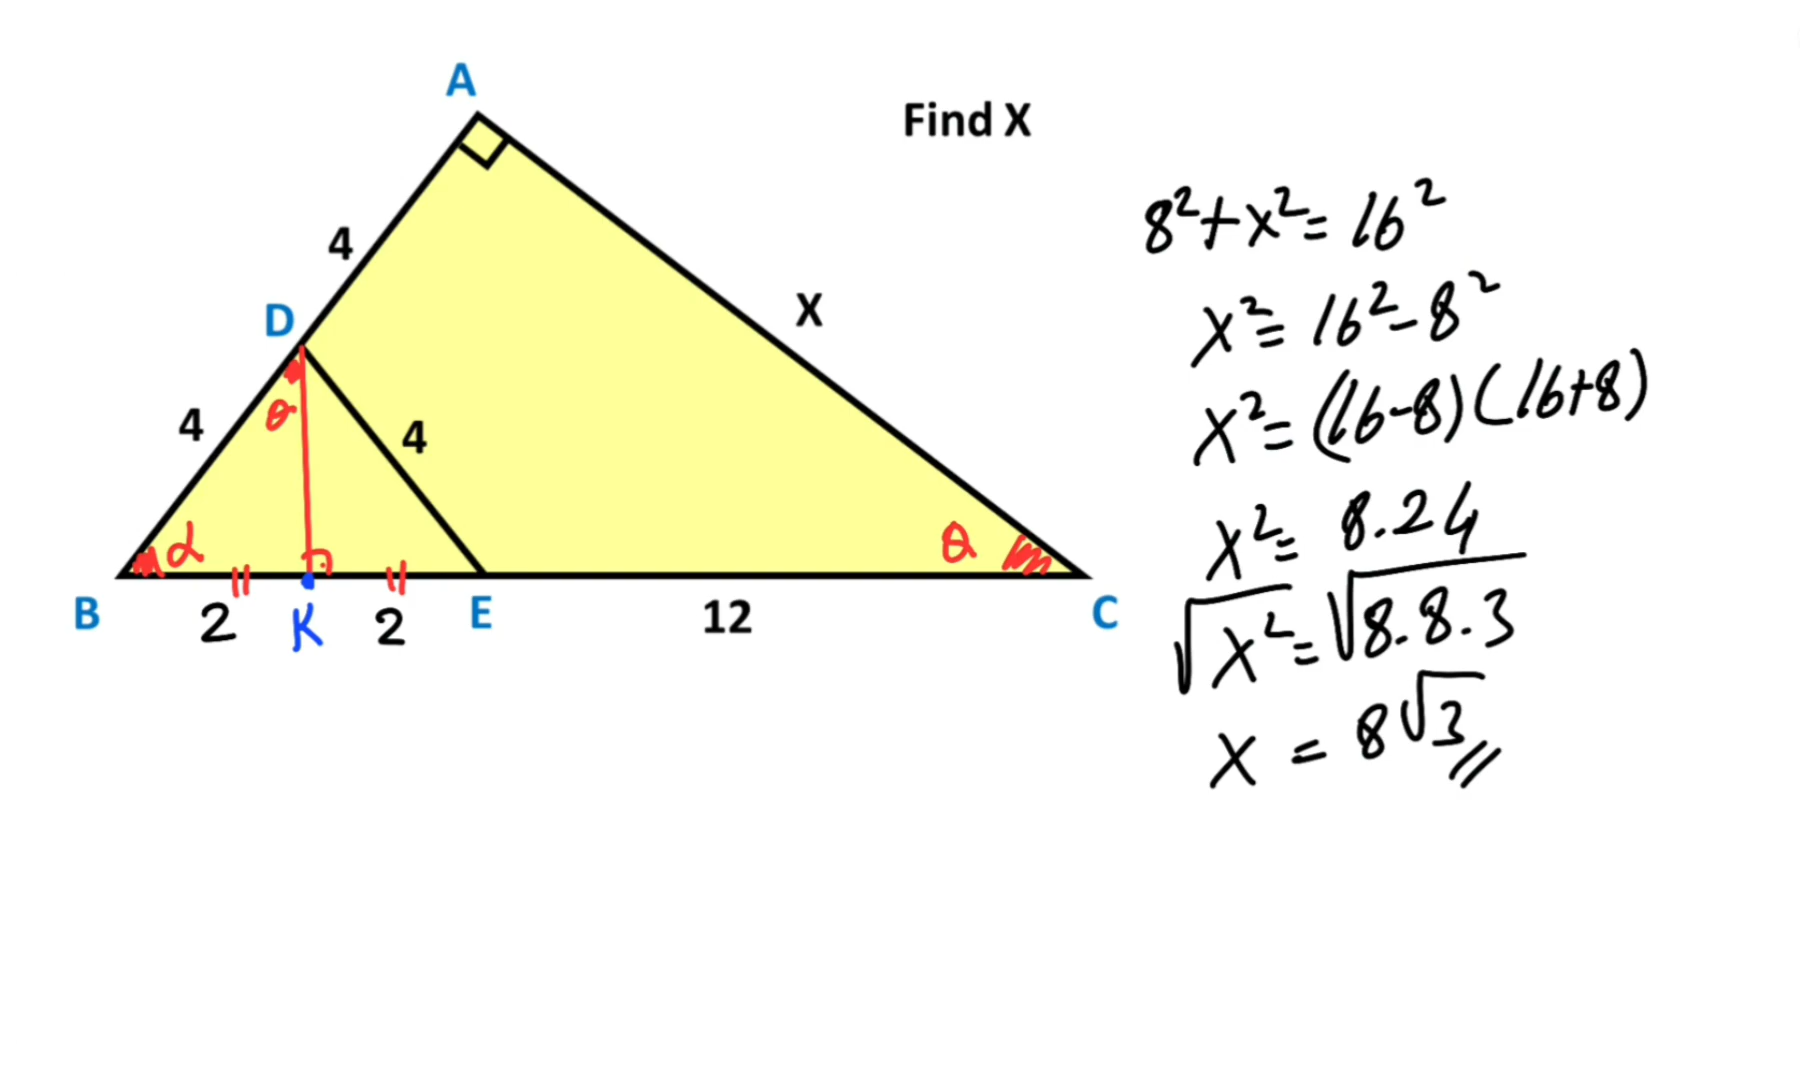 A
Find X
8²+x²=16²
4
x²=16²-8²
X
D
x²=(16-8)(16+8)
4
θ
4
x²=8.24
α
θ
√x²=√8.8.3
B
2
K
2
E
12
C
x=8√3